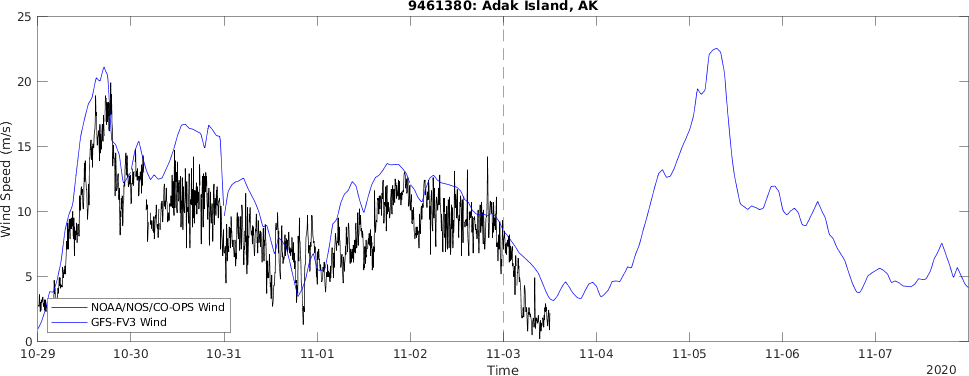 9461380: Adak Island, AK
25
20
15
10
5
0
Wind Speed (m/s)
NOAA/NOS/CO-OPS Wind
GFS-FV3 Wind
10-29 10-30 10-31 11-01 11-02 11-03 11-04 11-05 11-06 11-07
Time
2020